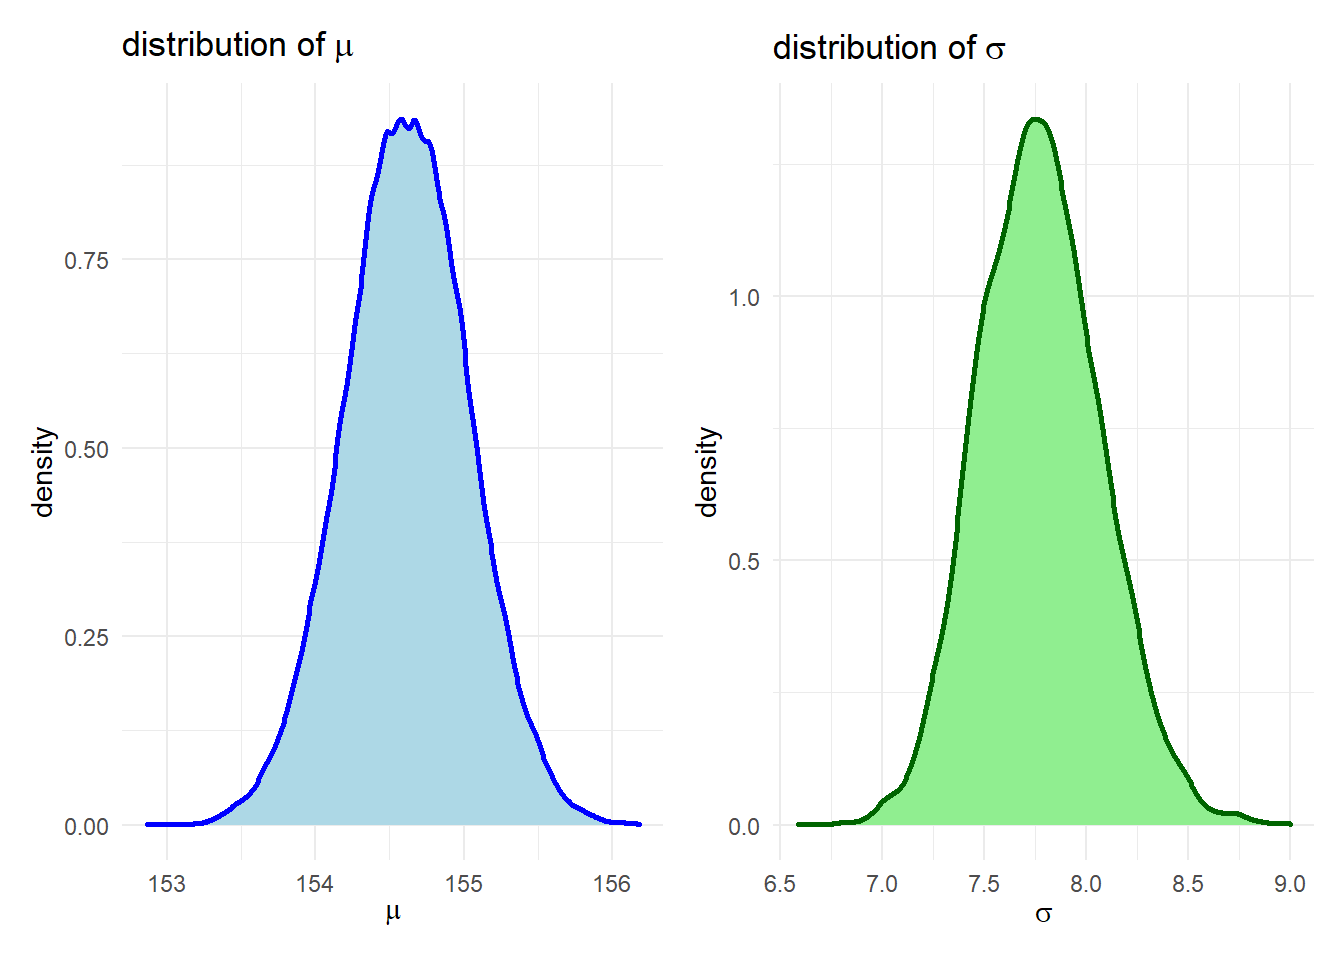 distribution of μ
density
0.75
0.50
0.25
0.00
153 154 155 156
μ
distribution of σ
density
1.0
0.5
0.0
6.5 7.0 7.5 8.0 8.5 9.0
σ